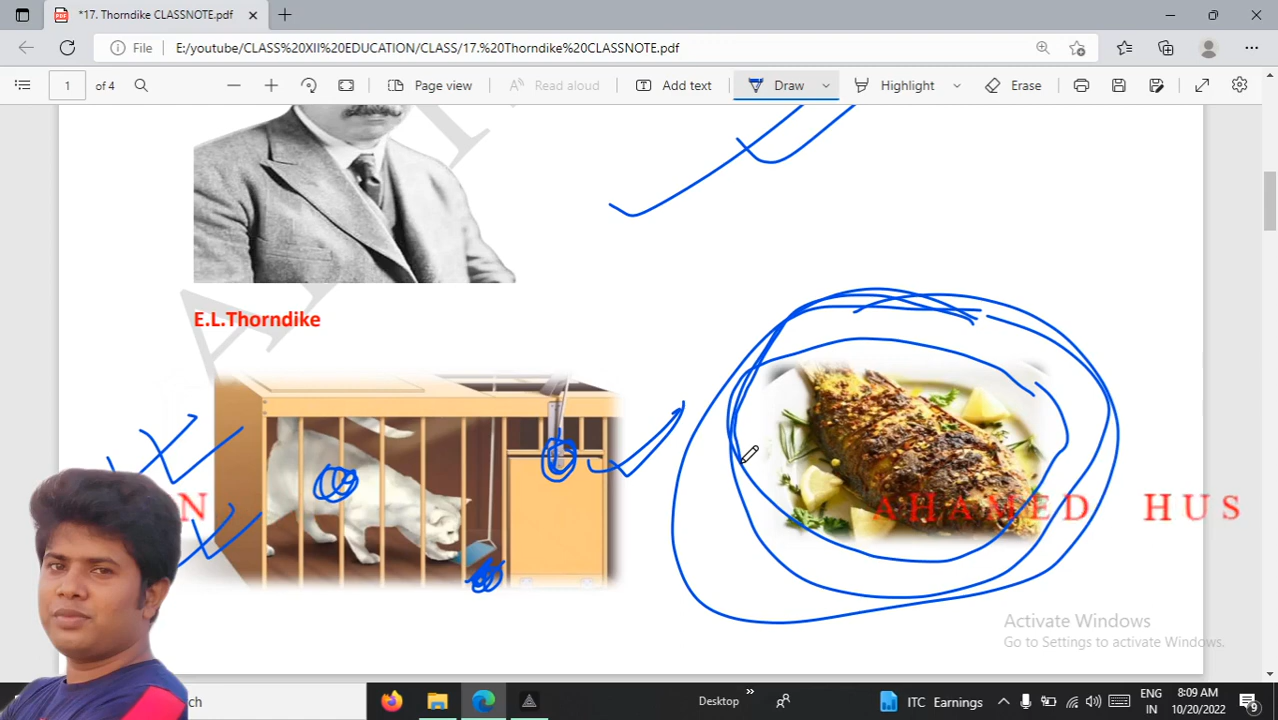 *17. Thorndike CLASSNOTE.pdf
File E:/youtube/CLASS%20XII%20EDUCATION/CLASS/17.%20Thorndike%20CLASSNOTE.pdf
1 of 4 Page view Read aloud Add text Draw Highlight Erase
E.L.Thorndike
N AHAMED HUS
Activate Windows
Go to Settings to activate Windows.
rch Desktop ITC Earnings ENG IN 8:09 AM 10/20/2022 9